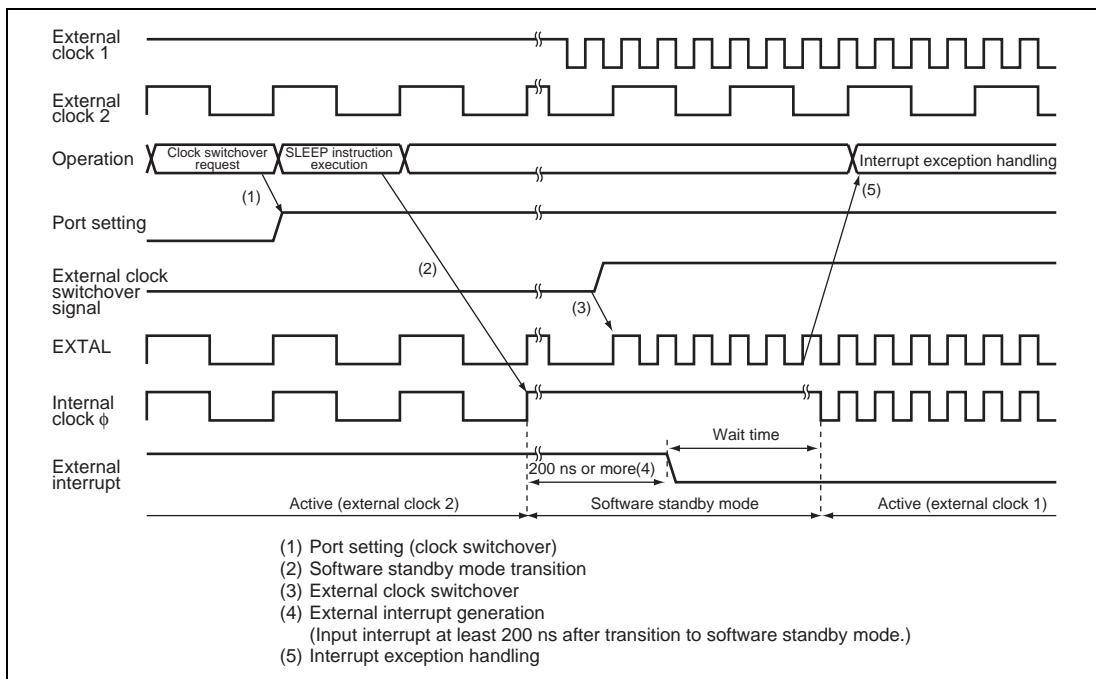 External
clock 1
External
clock 2
Operation
Clock switchover
request
SLEEP instruction
execution
Interrupt exception handling
(1)
(5)
Port setting
(2)
External clock
switchover
signal
(3)
EXTAL
Internal
clock φ
Wait time
External
interrupt
200 ns or more(4)
Active (external clock 2)
Software standby mode
Active (external clock 1)
(1) Port setting (clock switchover)
(2) Software standby mode transition
(3) External clock switchover
(4) External interrupt generation
(Input interrupt at least 200 ns after transition to software standby mode.)
(5) Interrupt exception handling